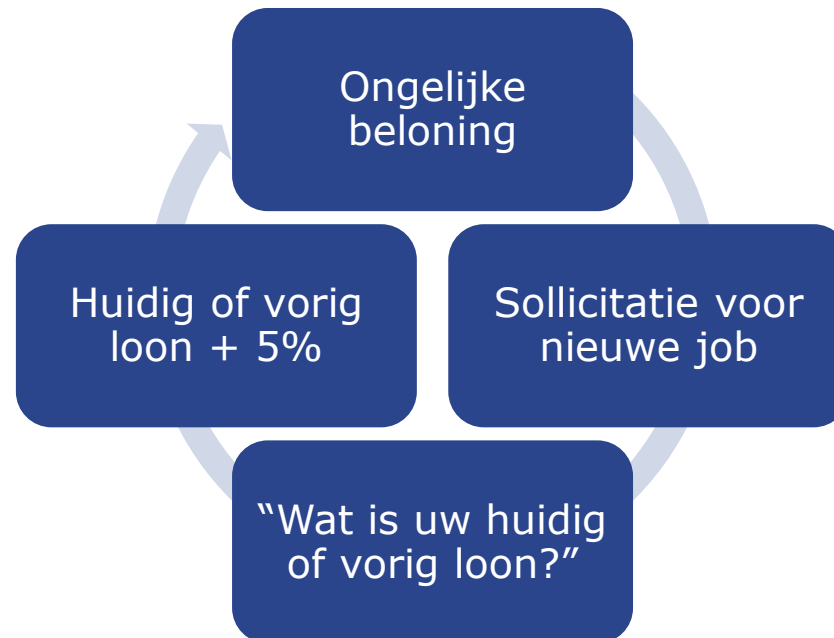 Ongelijke
beloning
Sollicitatie voor
nieuwe job
“Wat is uw huidig
of vorig loon?”
Huidig of vorig
loon + 5%